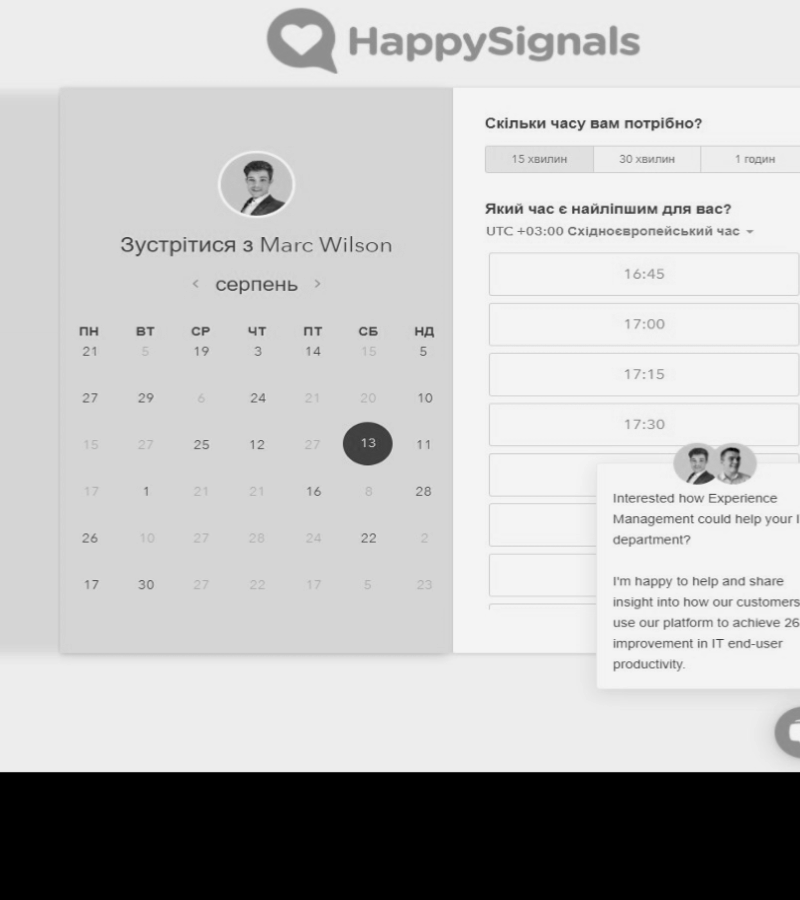 HappySignals
Зустрітися з Marc Wilson
серпень
ПН ВТ СР ЧТ ПТ СБ НД
21 5 19 3 14 15 5
27 29 6 24 21 20 10
15 27 25 12 27 13 11
17 1 21 21 16 8 28
26 10 27 28 24 22 2
17 30 27 22 17 5 23
Скільки часу вам потрібно?
15 хвилин 30 хвилин 1 годин
Який час є найліпшим для вас?
UTC +03:00 Східноєвропейський час
16:45
17:00
17:15
17:30
Interested how Experience
Management could help your
department?
I'm happy to help and share
insight into how our customers
use our platform to achieve 26
improvement in IT end-user
productivity.